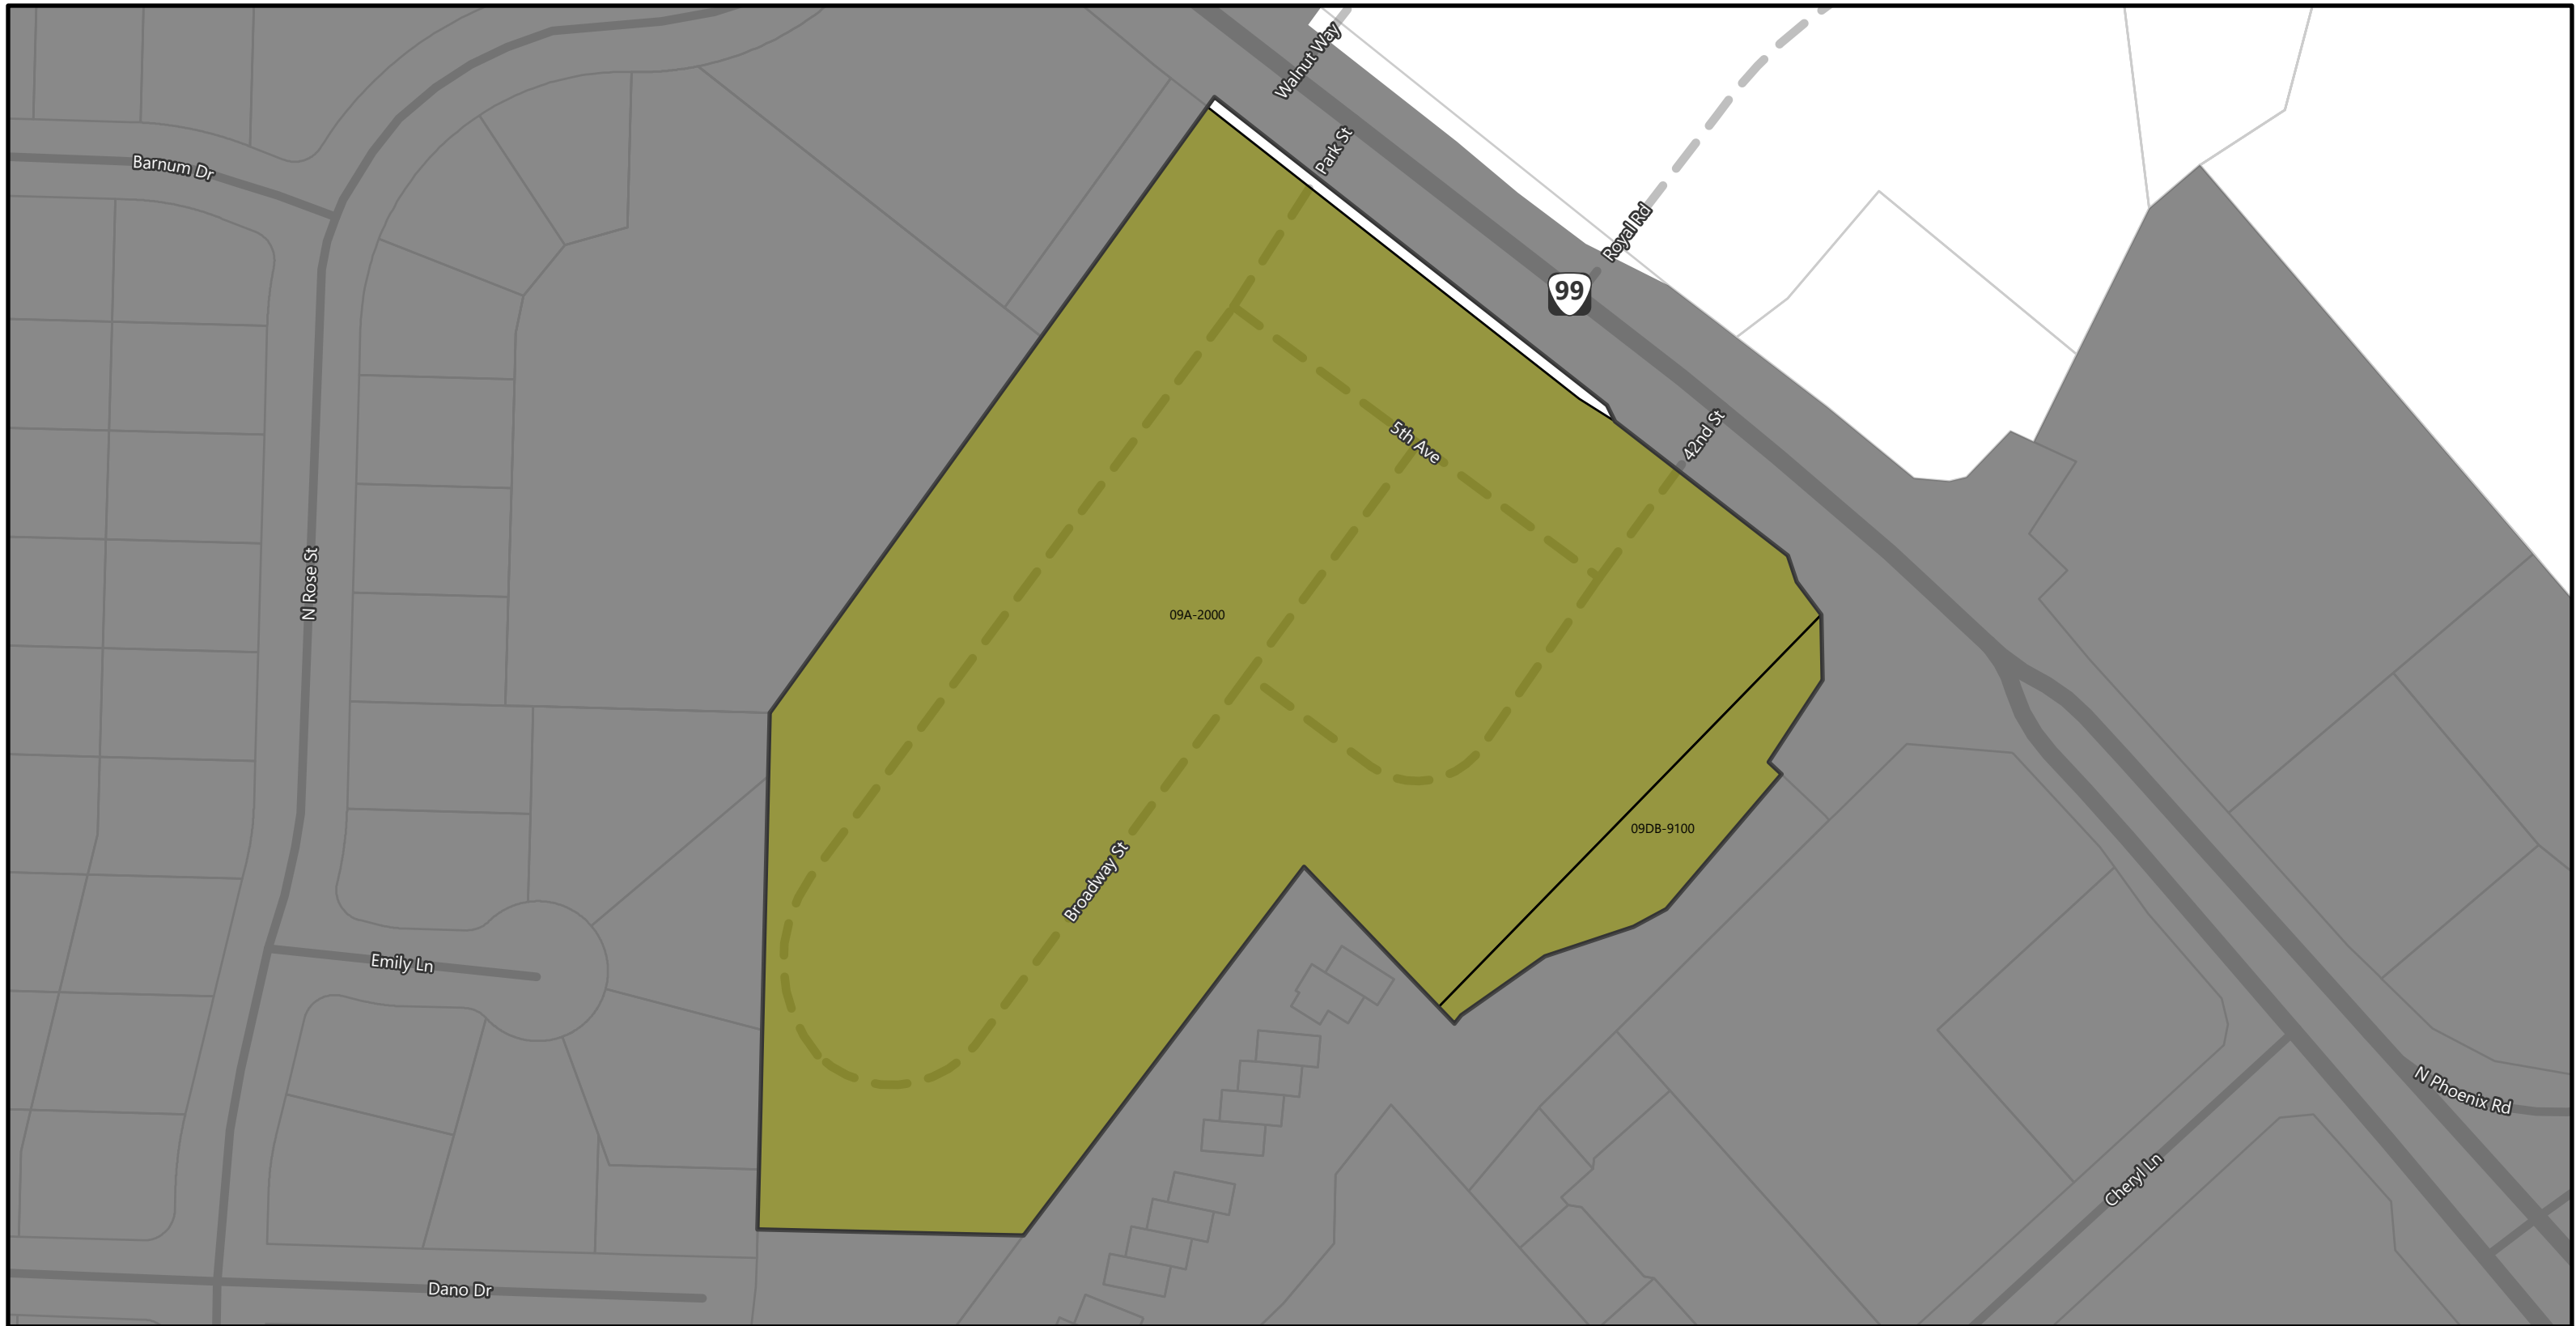 Walnut Way
Park St
Barnum Dr
Royal Rd
99
5th Ave
42nd St
N Rose St
09A-2000
09DB-9100
Broadway St
Emily Ln
N Phoenix Rd
Cheryl Ln
Dano Dr